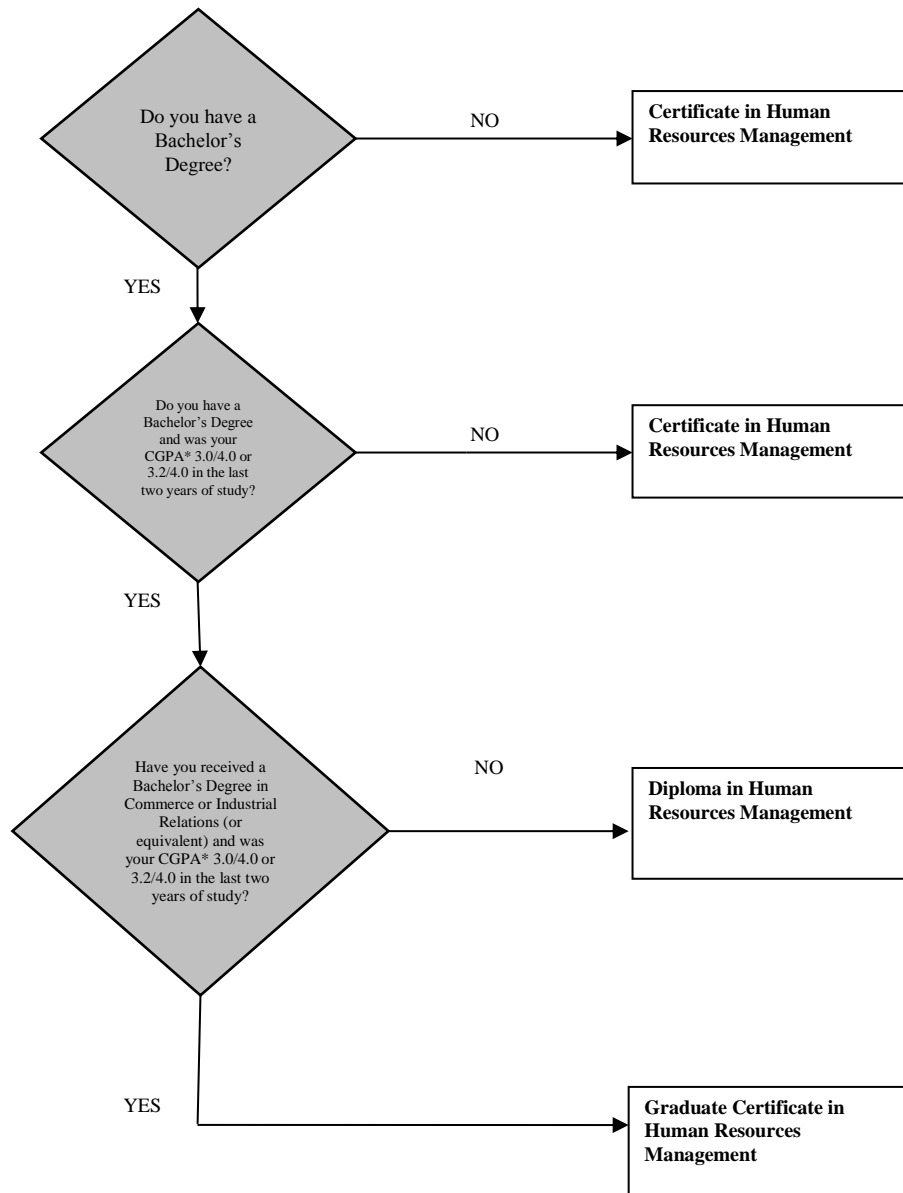 Do you have a
Bachelor’s
Degree?
NO
Certificate in Human
Resources Management
YES
Do you have a
Bachelor’s Degree
and was your
CGPA* 3.0/4.0 or
3.2/4.0 in the last
two years of study?
NO
Certificate in Human
Resources Management
YES
Have you received a
Bachelor’s Degree in
Commerce or Industrial
Relations (or
equivalent) and was
your CGPA* 3.0/4.0 or
3.2/4.0 in the last two
years of study?
NO
Diploma in Human
Resources Management
YES
Graduate Certificate in
Human Resources
Management